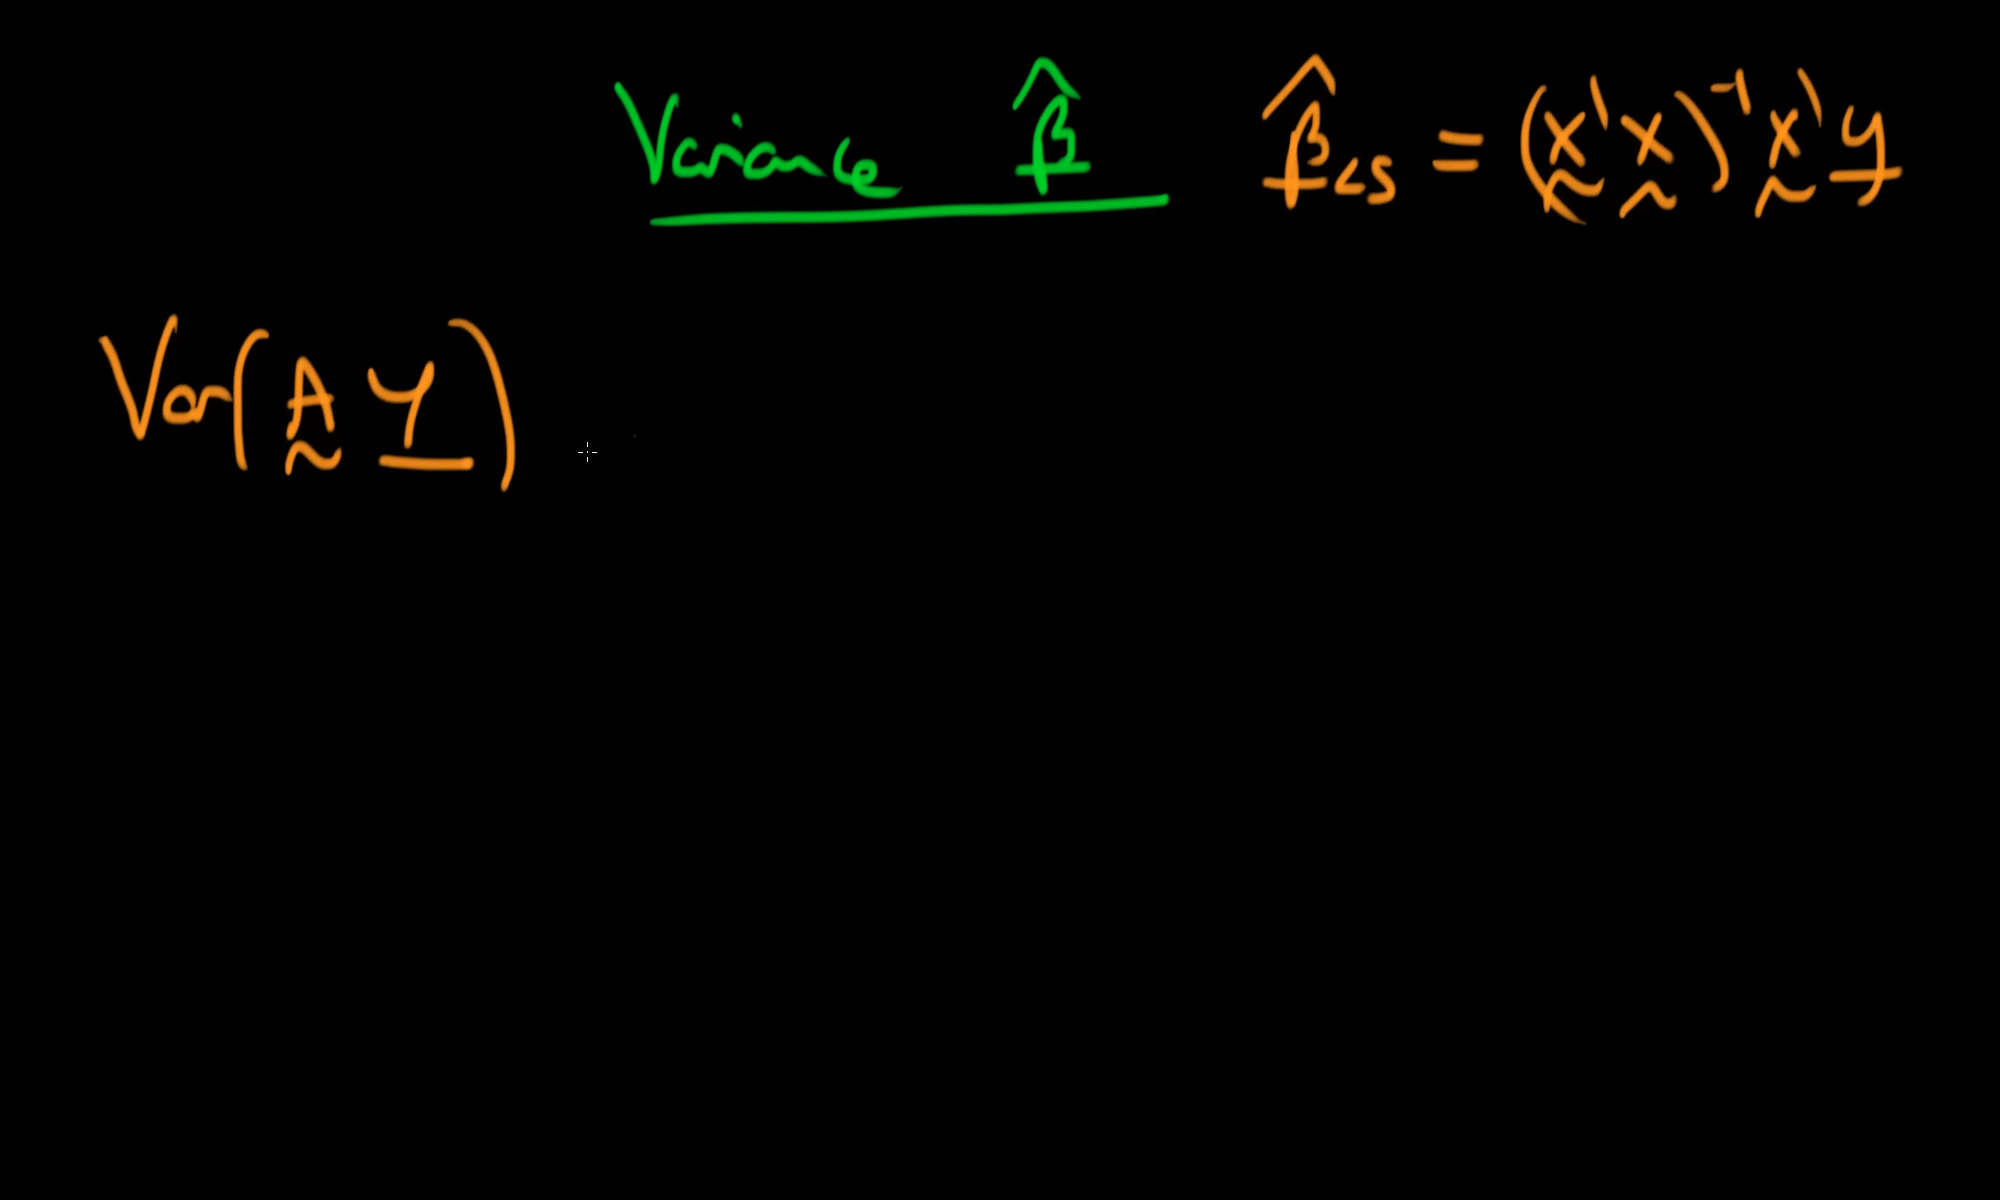 Variance β̂ β̂LS = (X'X)⁻¹X'y
Var(AY)